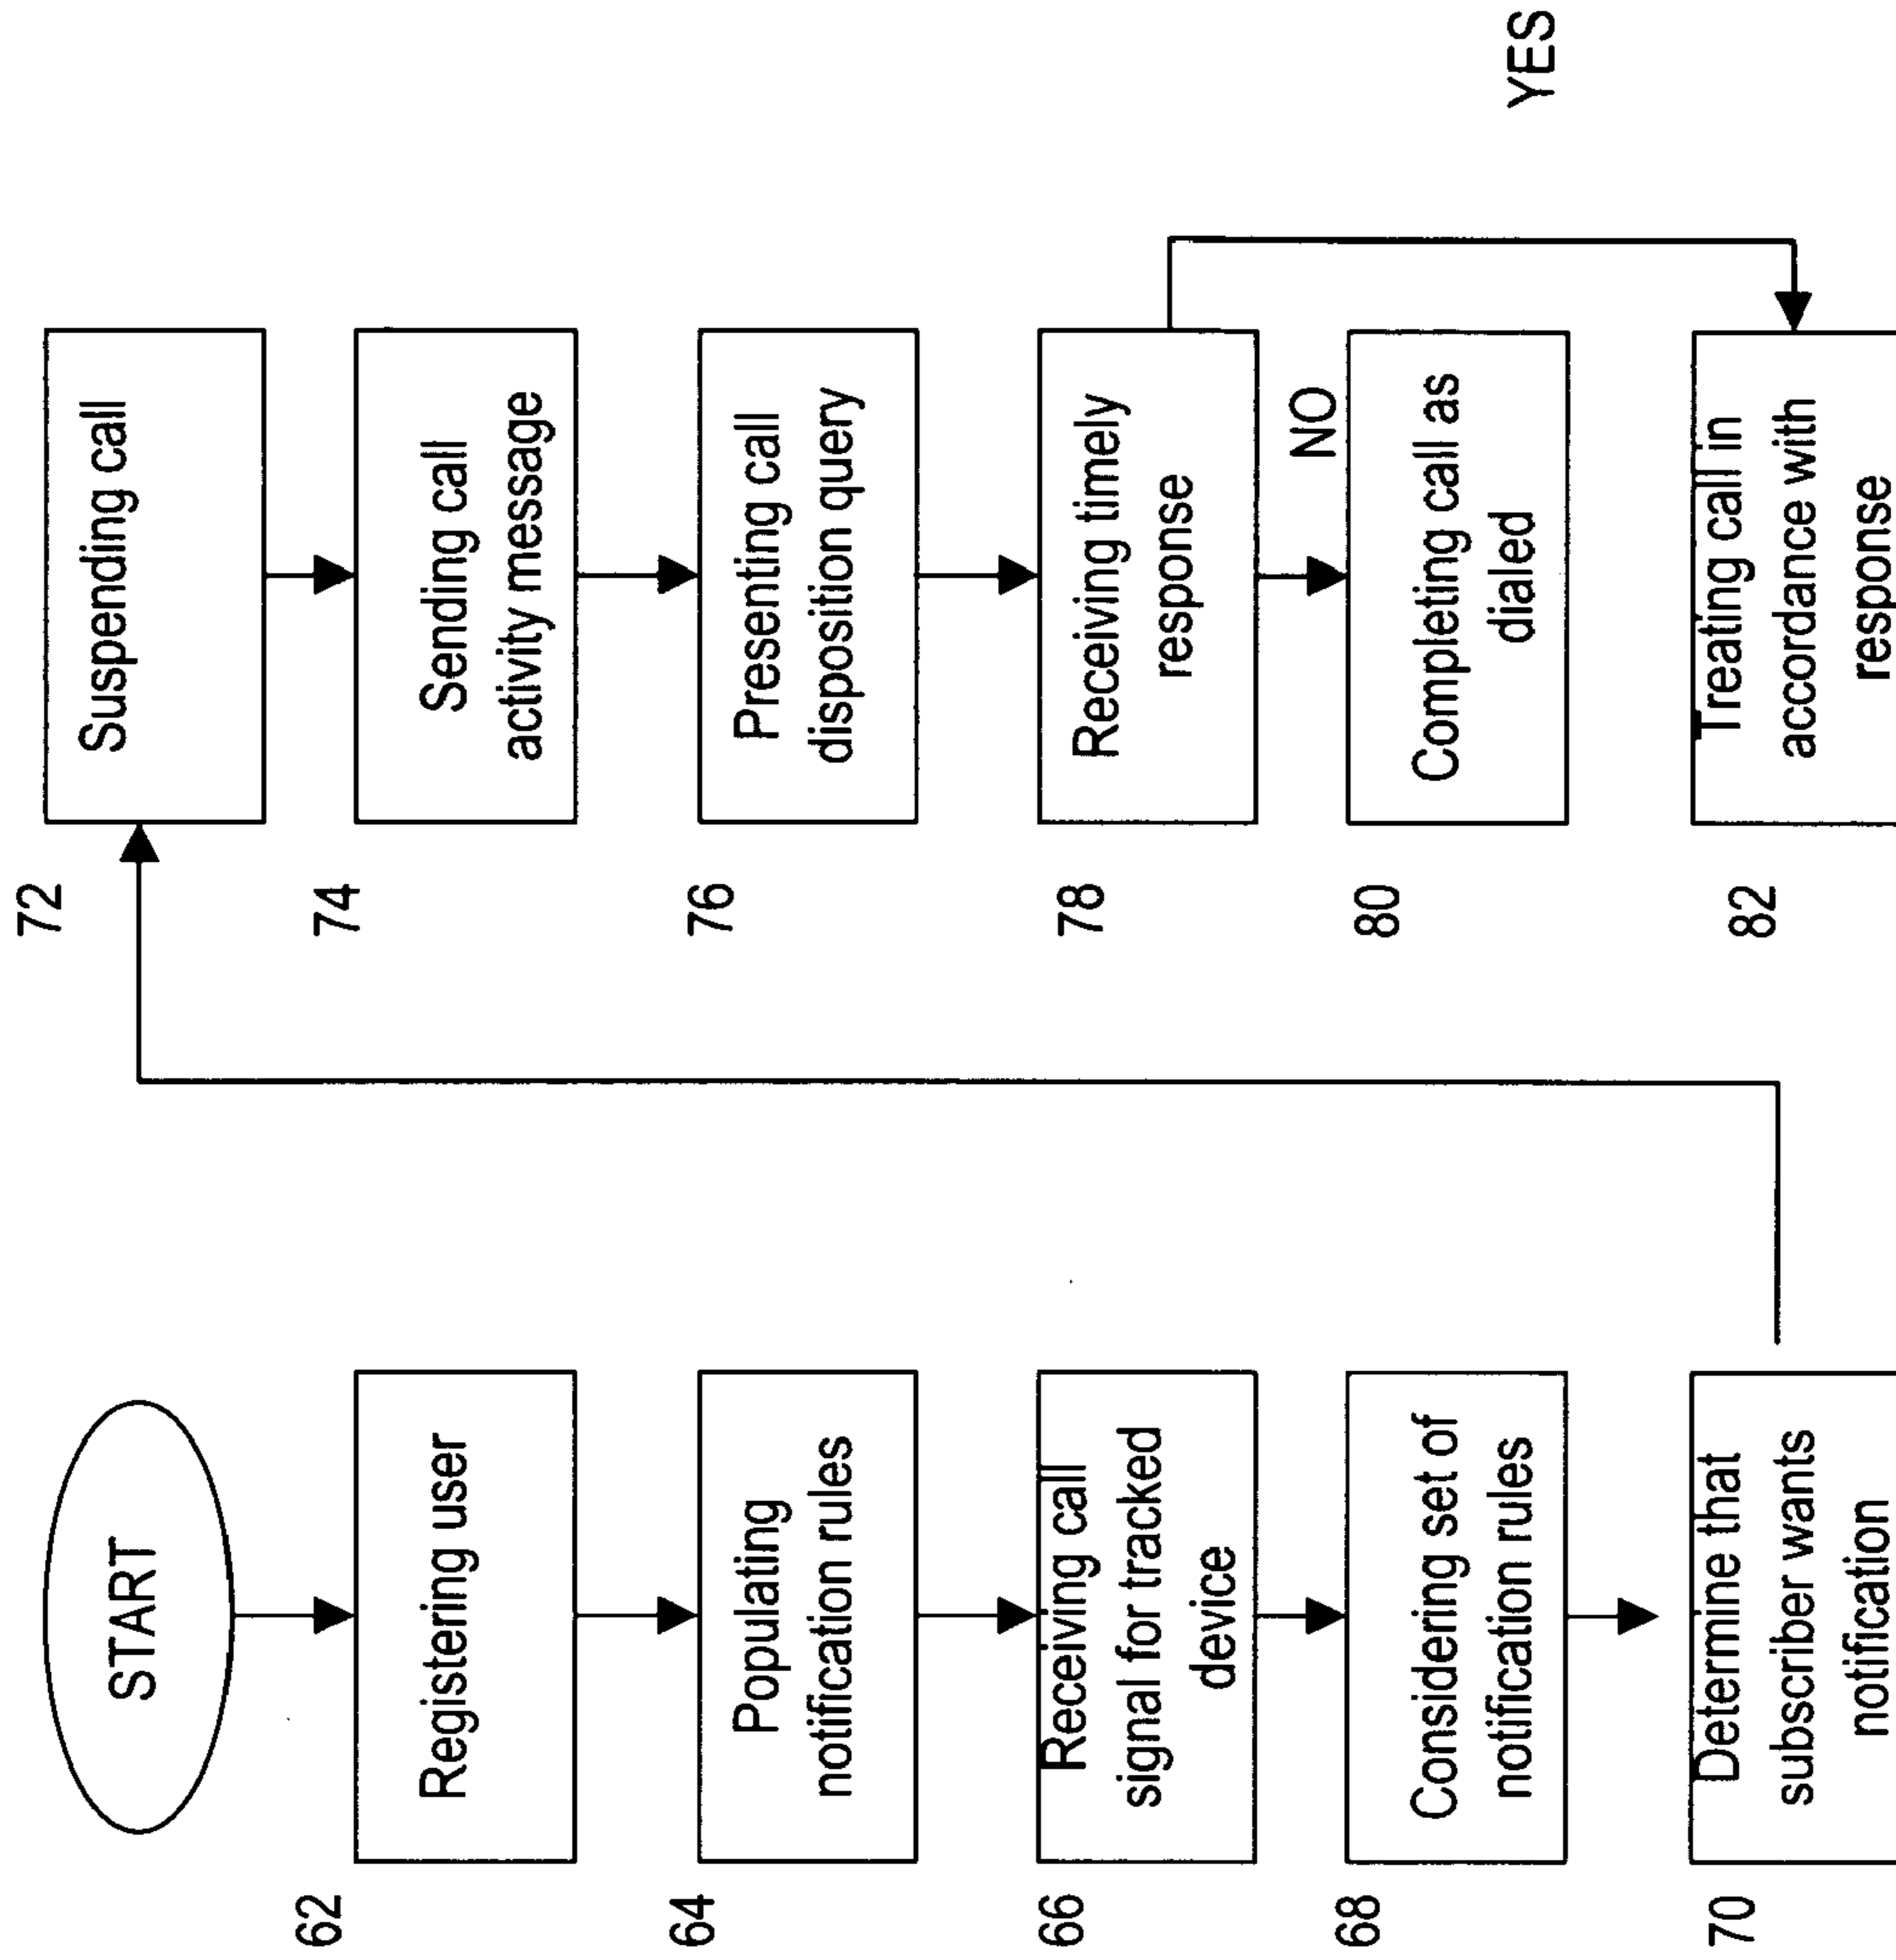 START
62
Registering user
64
Populating
notification rules
66
Receiving call
signal for tracked
device
68
Considering set of
notification rules
70
Determine that
subscriber wants
notification
72
Suspending call
74
Sending call
activity message
76
Presenting call
disposition query
78
Receiving timely
response
NO
YES
80
Completing call as
dialed
82
Treating call in
accordance with
response